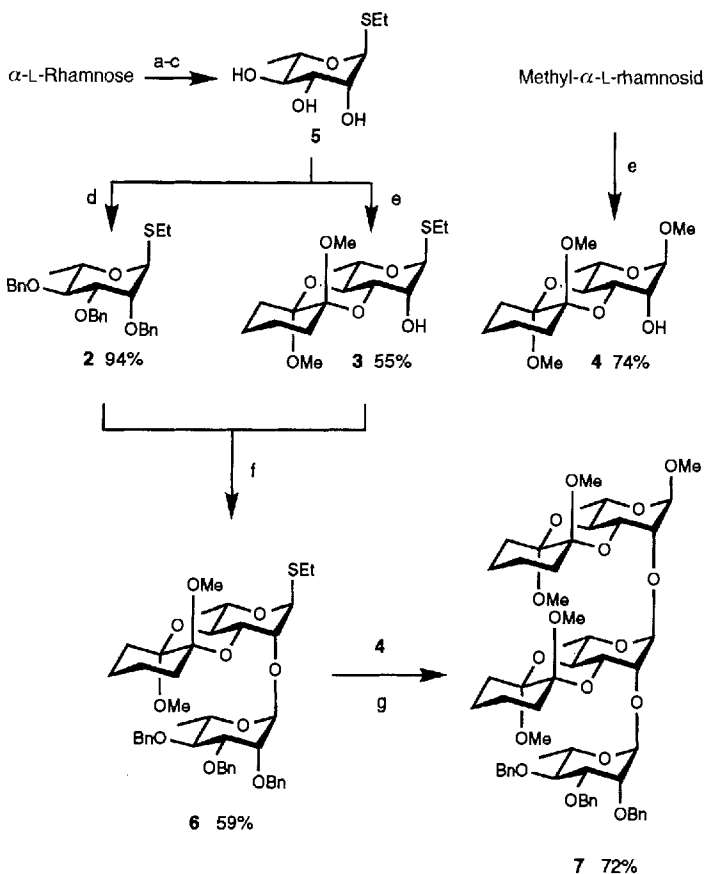 SEt
α-L-Rhamnose a-c HO O Methyl-α-L-rhamnosid
OH OH
5
d e e
SEt OMe SEt OMe OMe
O O O O O
BnO OBn OBn O OH O OH
OMe OMe
2 94% 3 55% 4 74%
f
OMe
OMe
O O
O
SEt
OMe OMe O
O O 4 OMe O
O O O
O g O
OMe OMe O
O O
BnO OBn OBn BnO OBn OBn
6 59%
7 72%